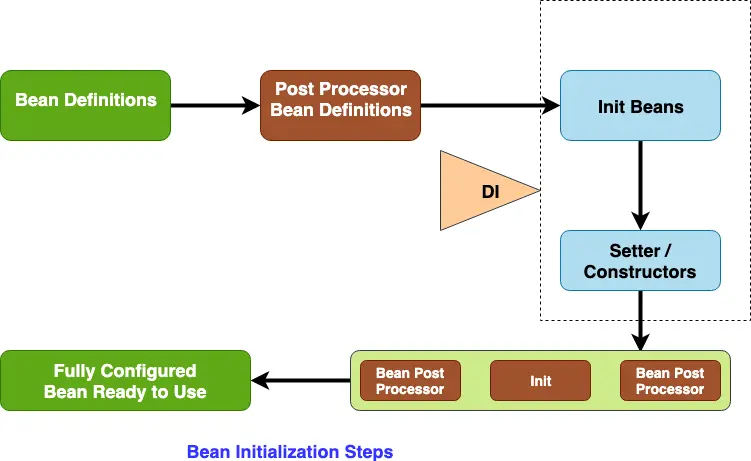 Bean Definitions
Post Processor
Bean Definitions
Init Beans
DI
Setter /
Constructors
Fully Configured
Bean Ready to Use
Bean Post
Processor
Init
Bean Post
Processor
Bean Initialization Steps